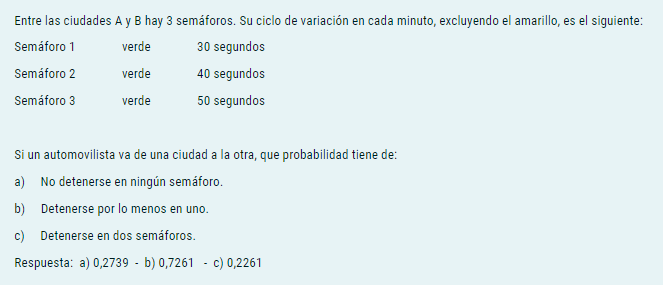 Entre las ciudades A y B hay 3 semáforos. Su ciclo de variación en cada minuto, excluyendo el amarillo, es el siguiente:
Semáforo 1 verde 30 segundos
Semáforo 2 verde 40 segundos
Semáforo 3 verde 50 segundos
Si un automovilista va de una ciudad a la otra, que probabilidad tiene de:
a) No detenerse en ningún semáforo.
b) Detenerse por lo menos en uno.
c) Detenerse en dos semáforos.
Respuesta: a) 0,2739 - b) 0,7261 - c) 0,2261